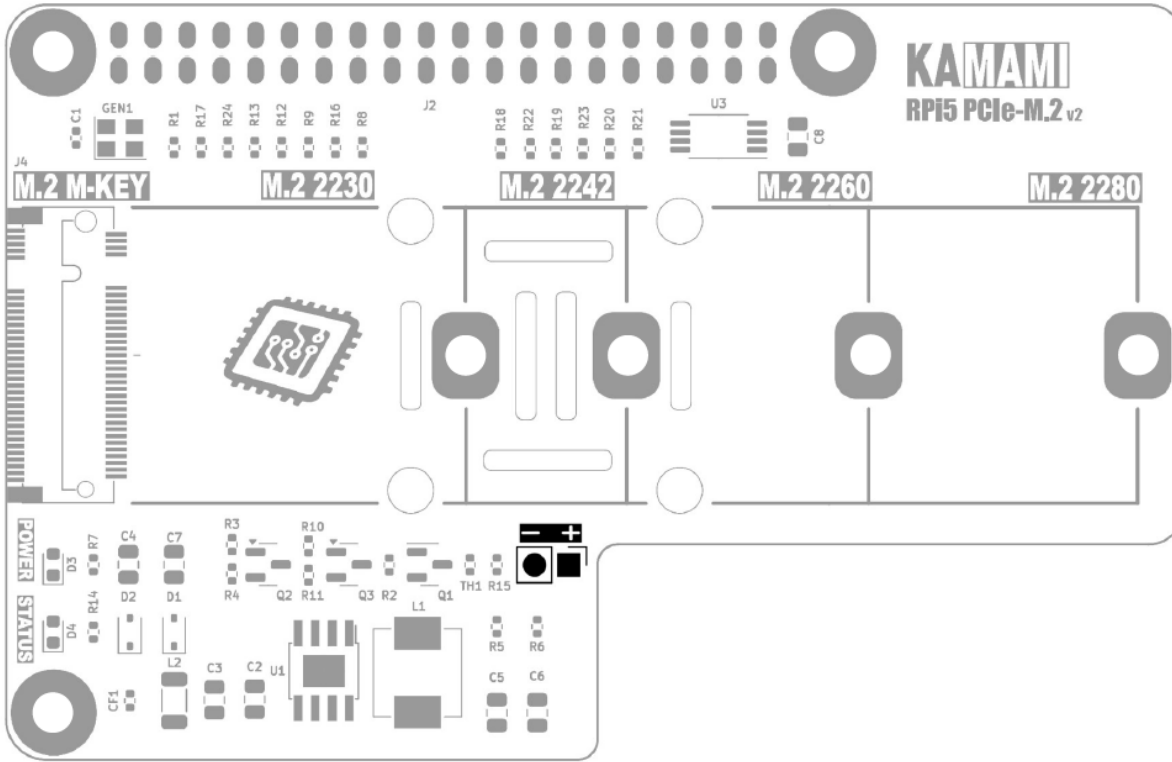 KAMAMI
RPi5 PCIe-M.2 v2
C1
GEN1
R1
R17
R24
R13
R12
R9
R16
R8
J2
R18
R22
R19
R23
R20
R21
U3
C8
J4
M.2 M-KEY
M.2 2230
M.2 2242
M.2 2260
M.2 2280
POWER
D3
R7
C4
C7
R3
R4
Q2
R10
R11
Q3
R2
Q1
TH1
R15
− +
STATUS
D4
R14
D2
D1
L2
C3
C2
U1
L1
R5
R6
CF1
C5
C6